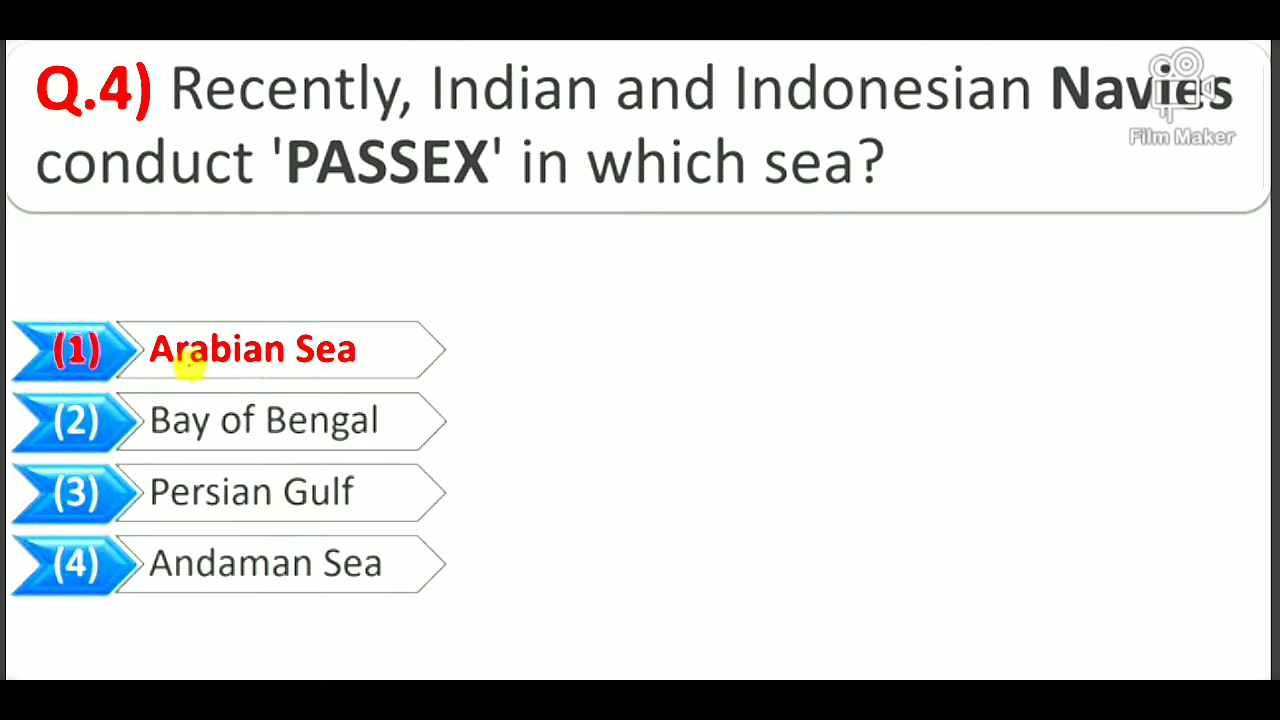 Q.4) Recently, Indian and Indonesian Navies
conduct 'PASSEX' in which sea?
Film Maker
(1) Arabian Sea
(2) Bay of Bengal
(3) Persian Gulf
(4) Andaman Sea